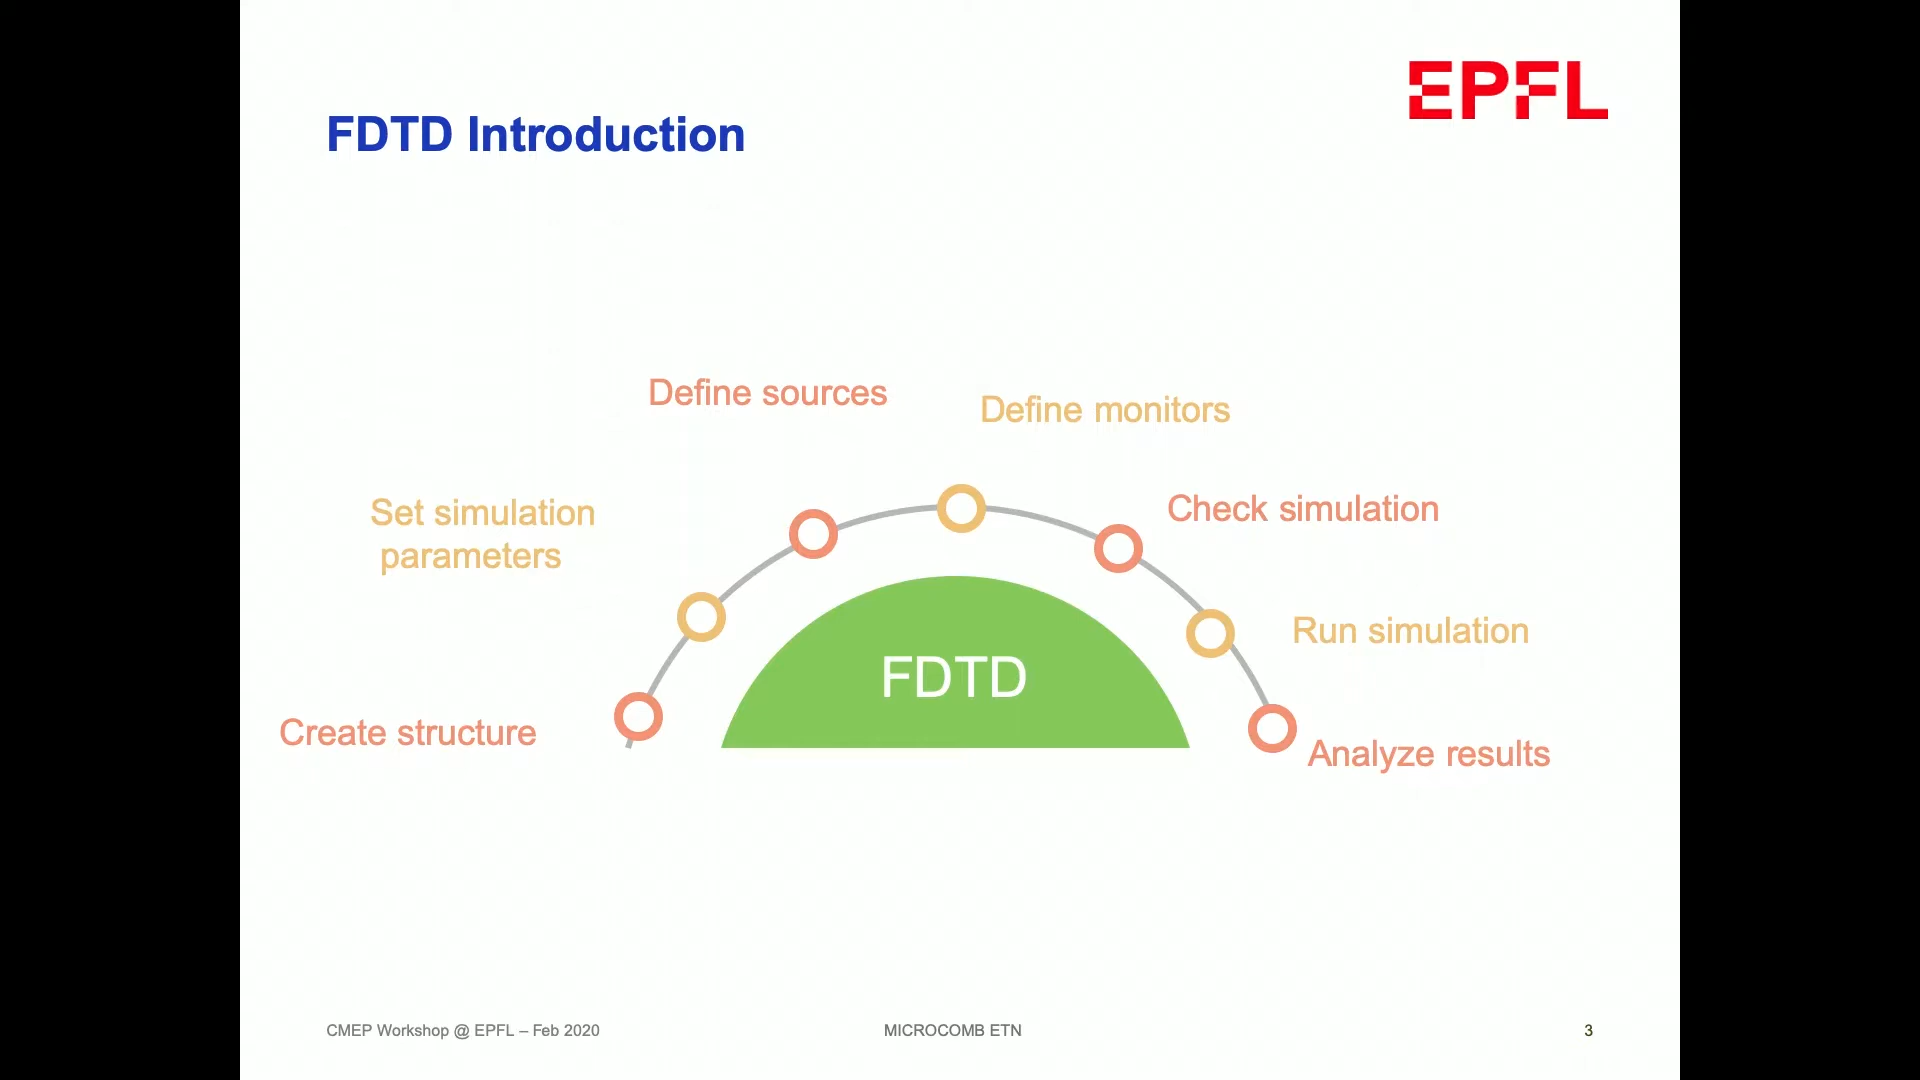 EPFL
FDTD Introduction
Define sources
Define monitors
Set simulation
parameters
Check simulation
Run simulation
FDTD
Create structure
Analyze results
CMEP Workshop @ EPFL – Feb 2020
MICROCOMB ETN
3